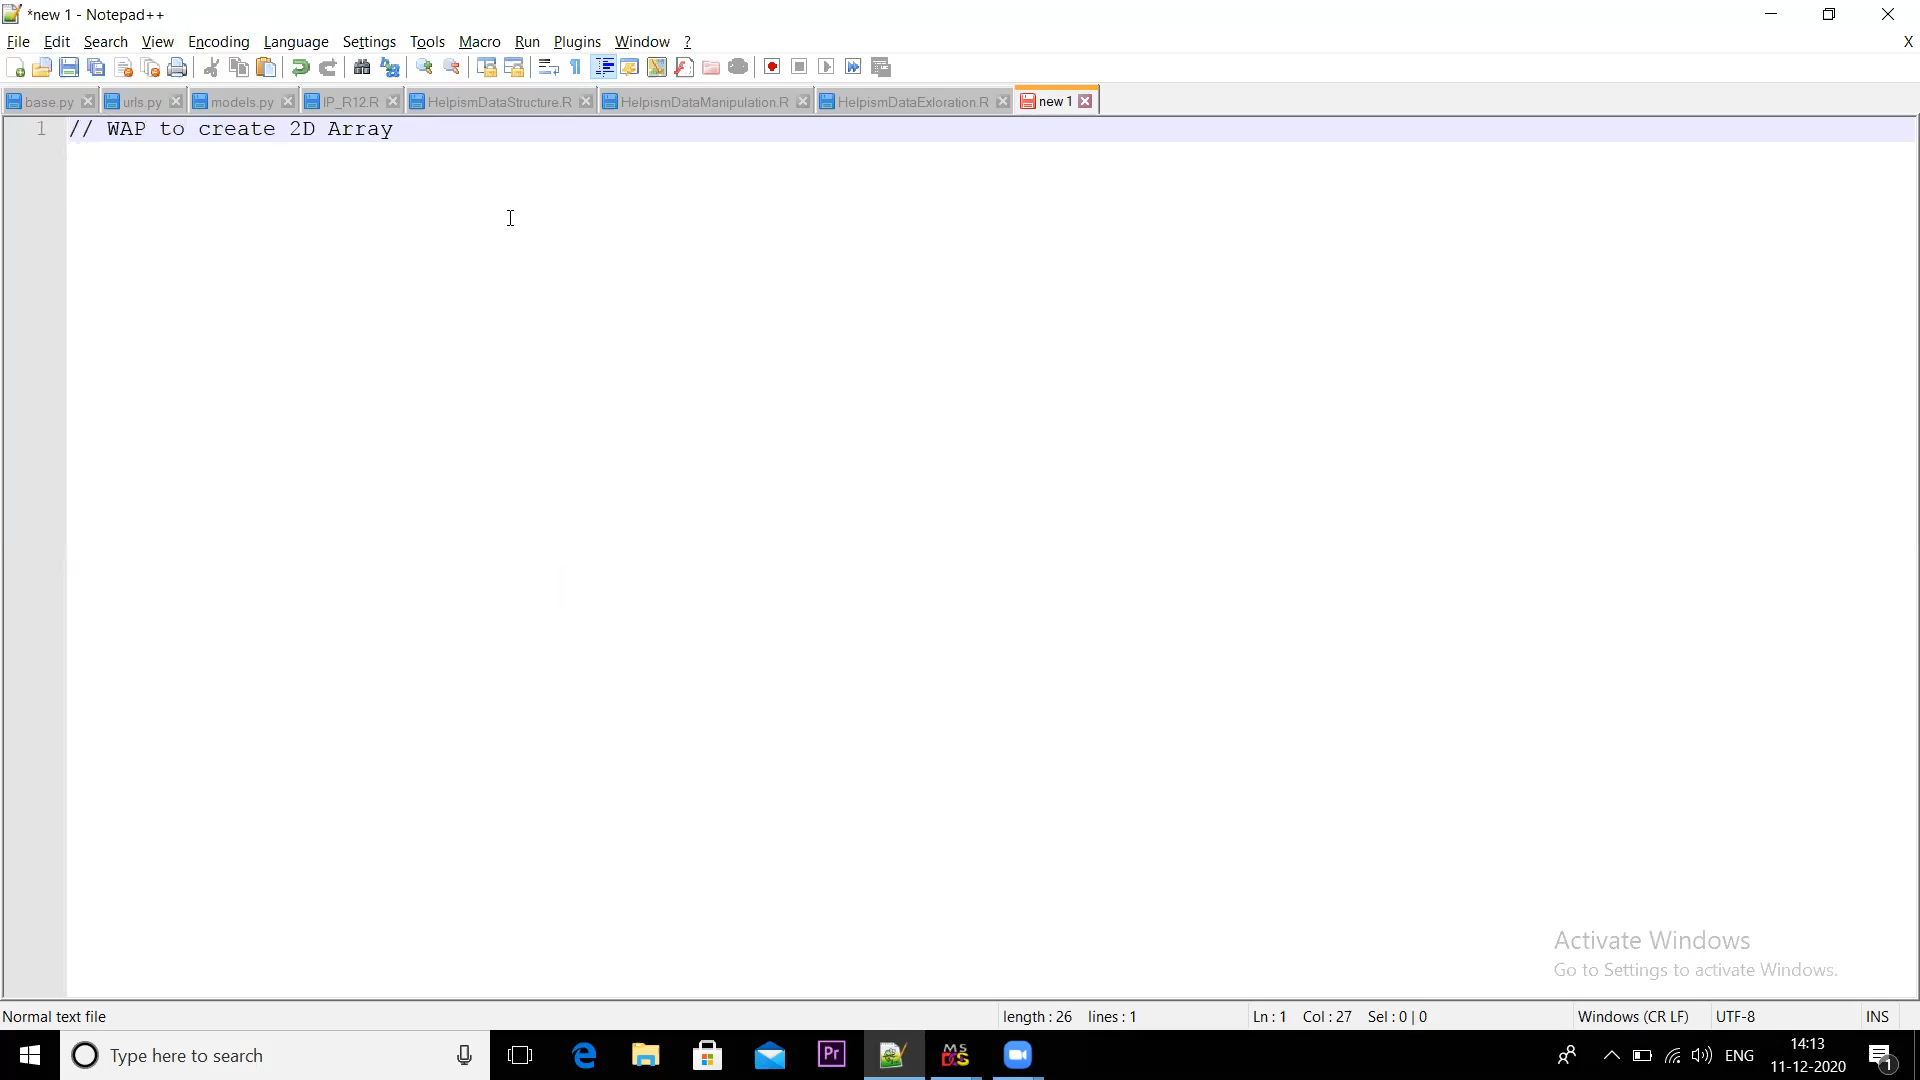 *new 1 - Notepad++
File Edit Search View Encoding Language Settings Tools Macro Run Plugins Window ? X
base.py urls.py models.py IP_R12.R HelpismDataStructure.R HelpismDataManipulation.R HelpismDataExloration.R new 1
1 // WAP to create 2D Array
Activate Windows
Go to Settings to activate Windows.
Normal text file length : 26 lines : 1 Ln : 1 Col : 27 Sel : 0 | 0 Windows (CR LF) UTF-8 INS
Type here to search Pr ENG 14:13
11-12-2020 1